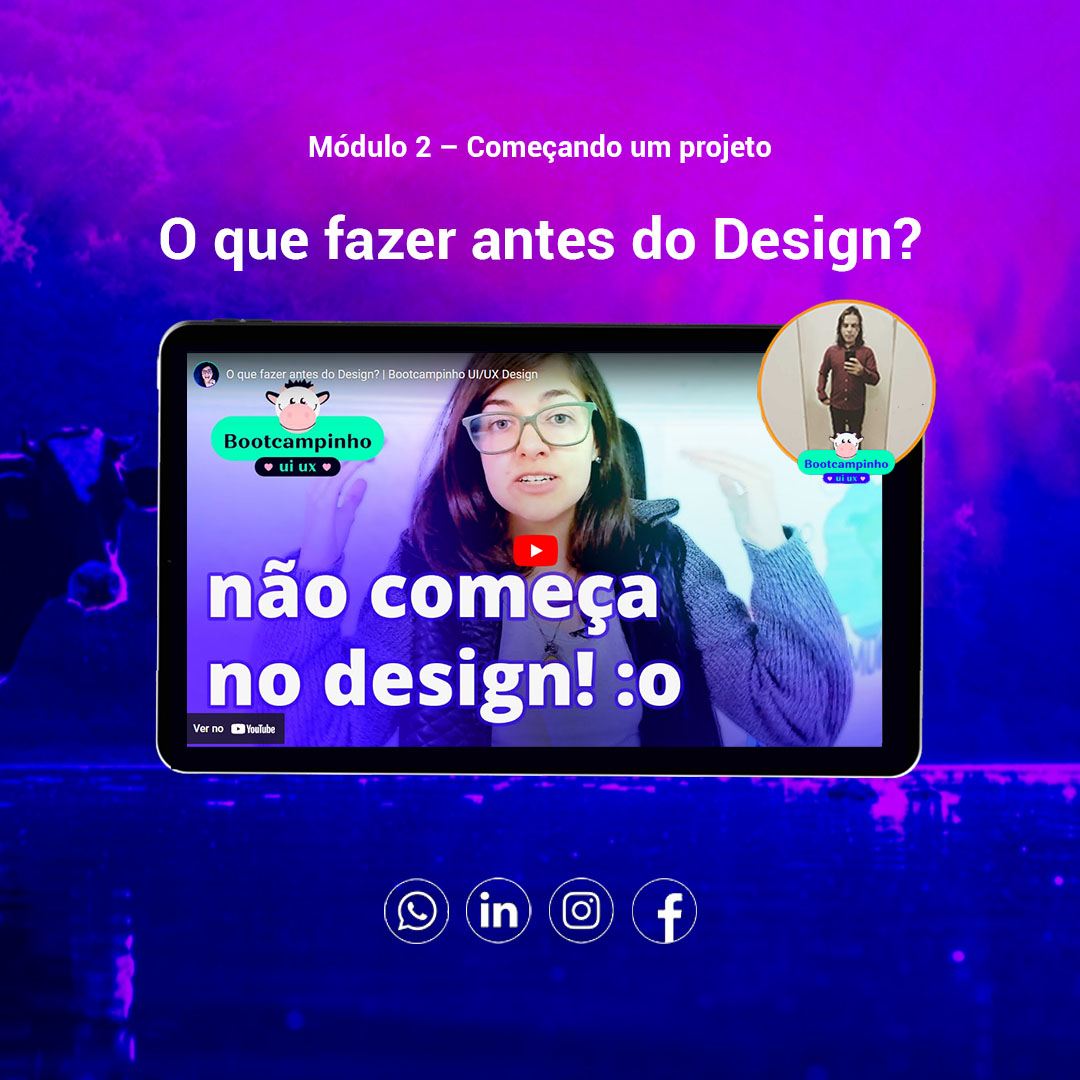 Módulo 2 – Começando um projeto
O que fazer antes do Design?
O que fazer antes do Design? | Bootcampinho UI/UX Design
Bootcampinho
ui ux
Bootcampinho
ui ux
não começa
no design! :o
Ver no YouTube
in
f